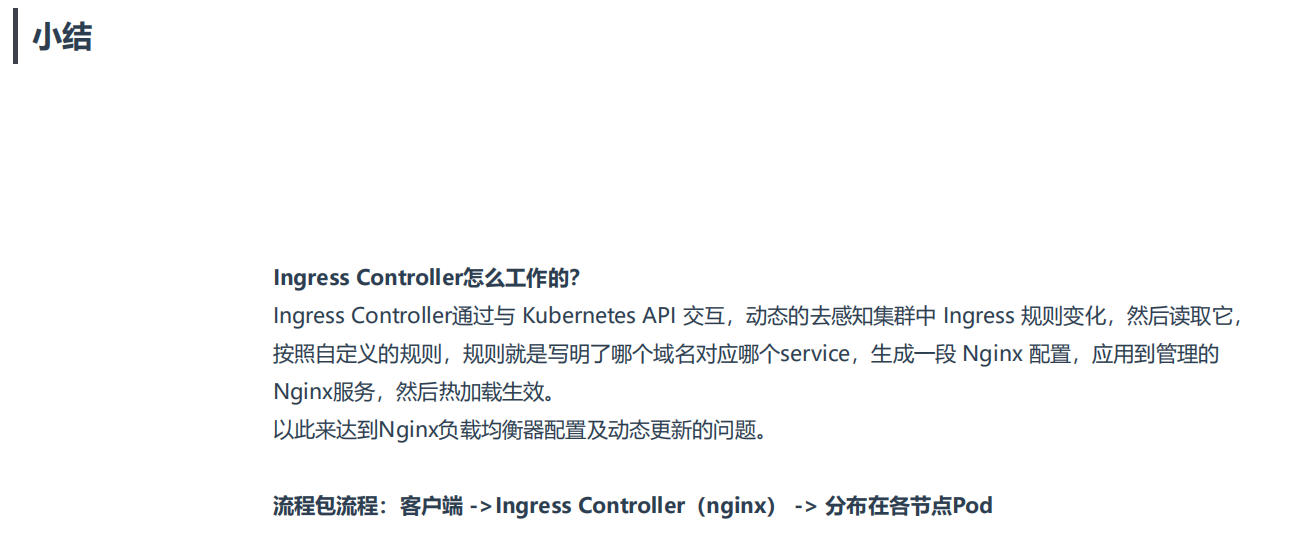 小结
Ingress Controller怎么工作的？
Ingress Controller通过与 Kubernetes API 交互，动态的去感知集群中 Ingress 规则变化，然后读取它，
按照自定义的规则，规则就是写明了哪个域名对应哪个service，生成一段 Nginx 配置，应用到管理的
Nginx服务，然后热加载生效。
以此来达到Nginx负载均衡器配置及动态更新的问题。
流程包流程：客户端 ->Ingress Controller（nginx） -> 分布在各节点Pod